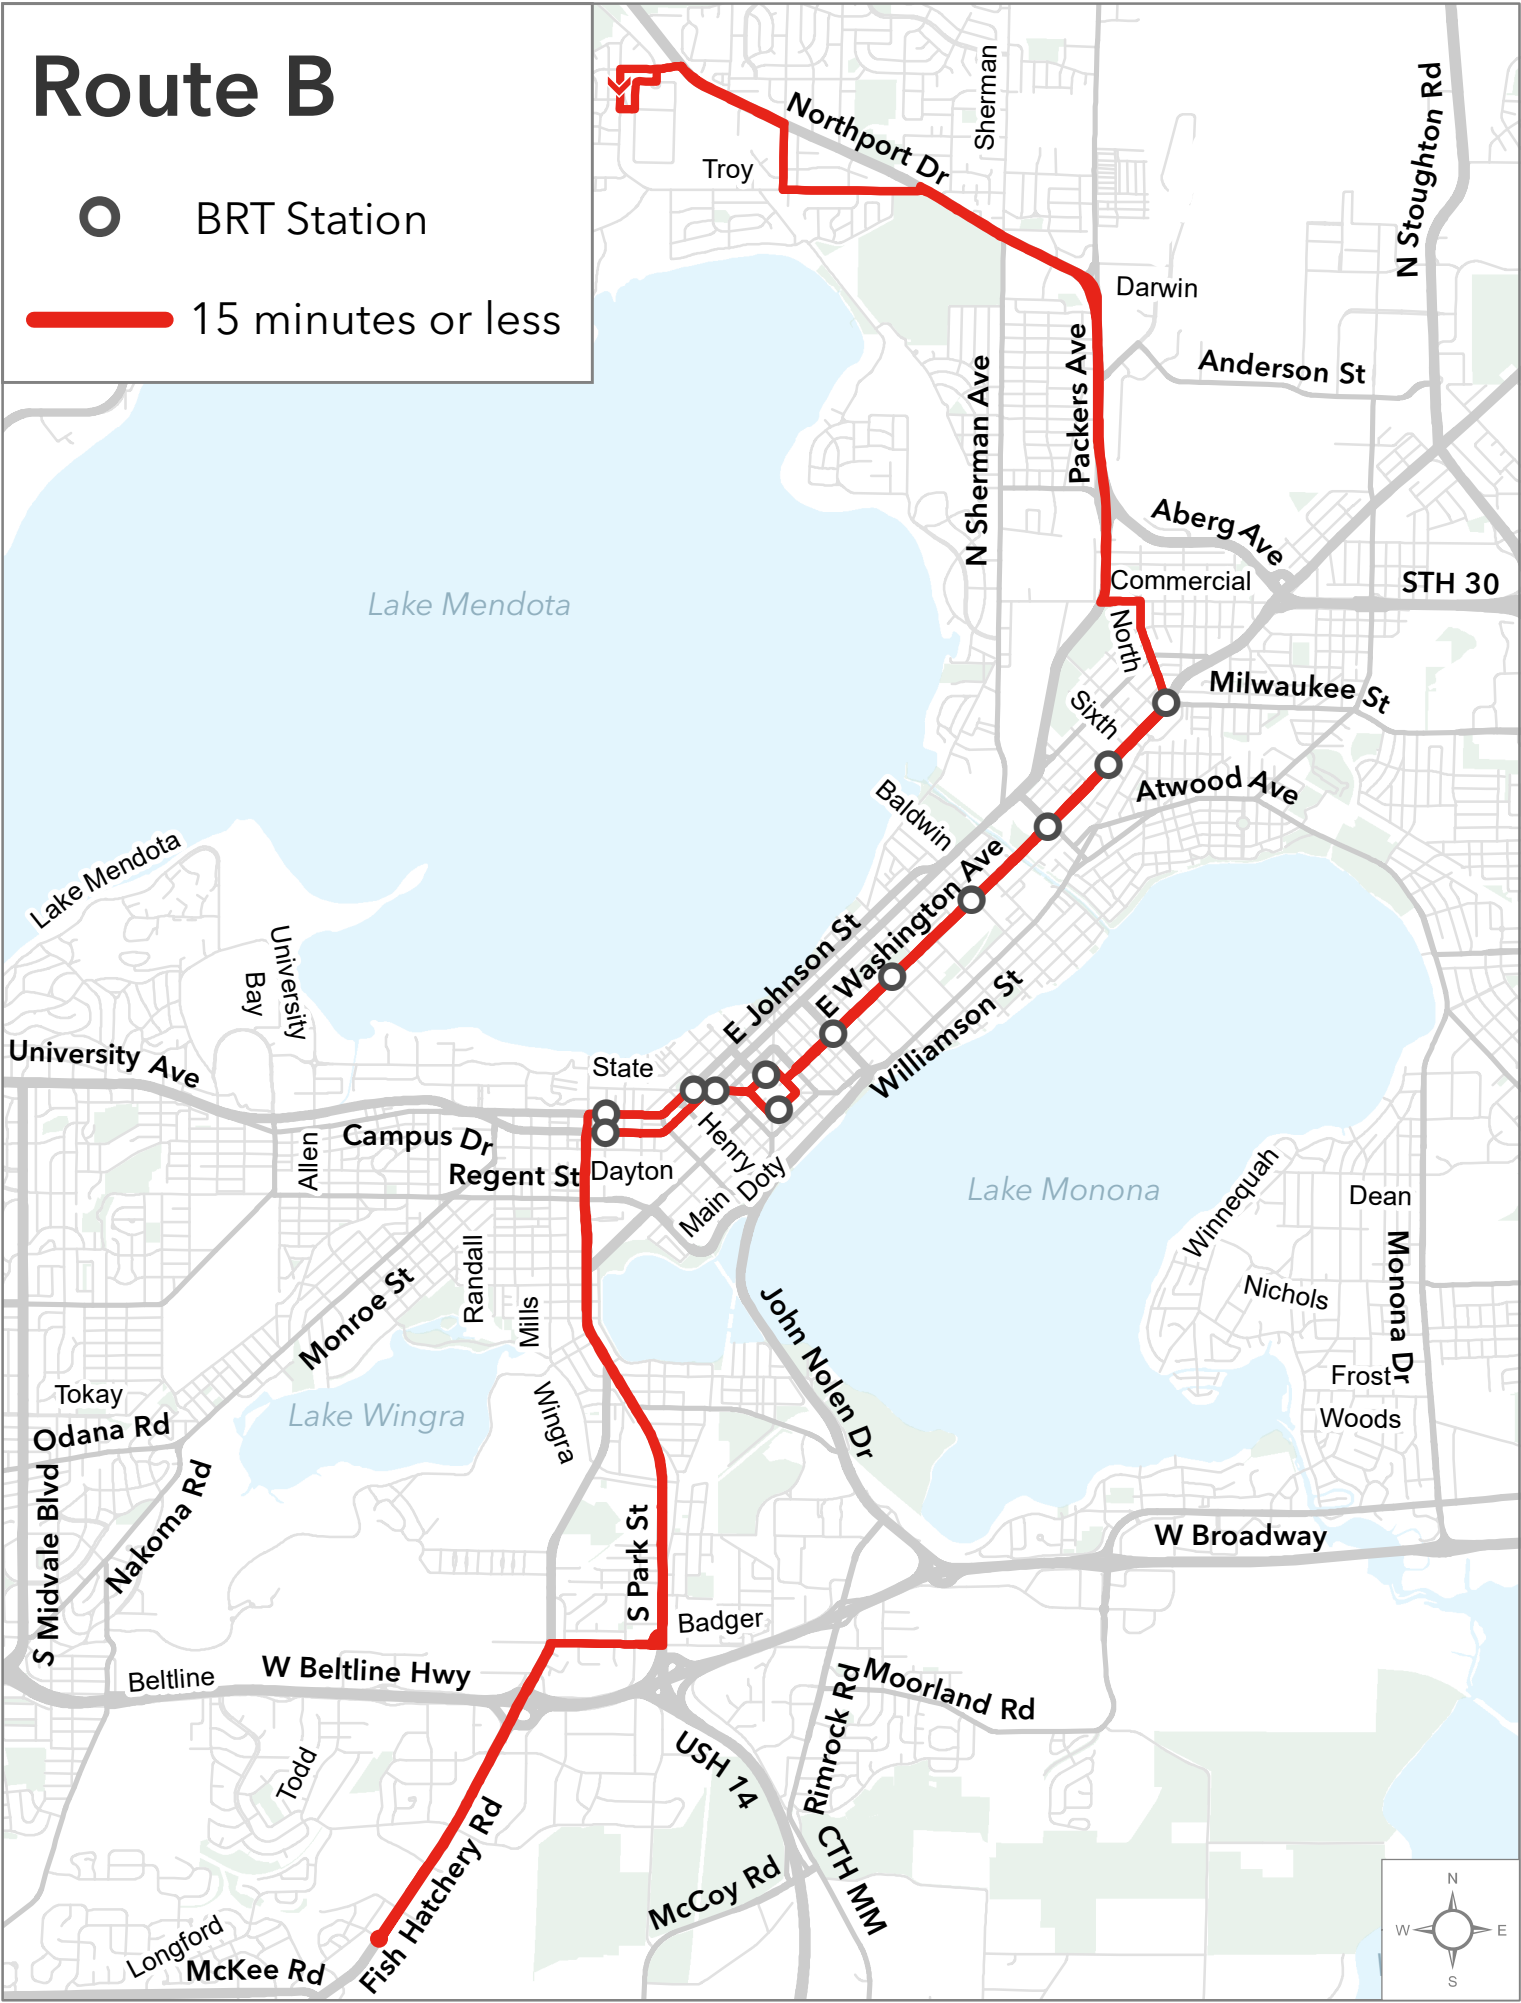 Route B
BRT Station
15 minutes or less
Sherman
Northport Dr
N Stoughton Rd
Troy
Darwin
Anderson St
Packers Ave
N Sherman Ave
Aberg Ave
Commercial
STH 30
Lake Mendota
North
Milwaukee St
Sixth
Atwood Ave
Baldwin
Lake Mendota
E Washington Ave
E Johnson St
University
Bay
Williamson St
University Ave
State
Campus Dr
Henry
Allen
Regent St
Dayton
Doty
Main
Lake Monona
Winnequah
Dean
Monona Dr
Randall
Nichols
Mills
Monroe St
John Nolen Dr
Frost
Tokay
Wingra
Lake Wingra
Woods
Odana Rd
S Midvale Blvd
Nakoma Rd
S Park St
W Broadway
Badger
Beltline
W Beltline Hwy
Moorland Rd
Rimrock Rd
USH 14
Todd
Fish Hatchery Rd
CTH MM
McCoy Rd
Longford
McKee Rd
N
W
E
S